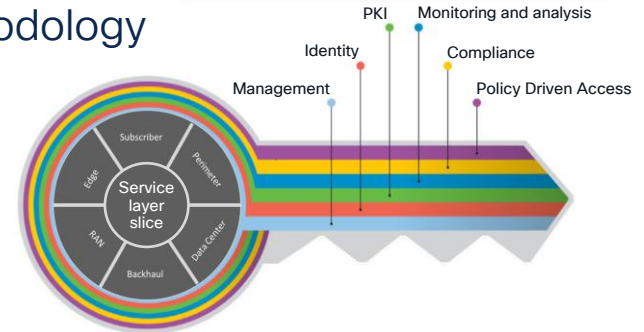 PKI
Monitoring and analysis
Identity
Compliance
Management
Policy Driven Access
Subscriber
Edge
Perimeter
Service
layer
slice
RAN
Data Center
Backhaul